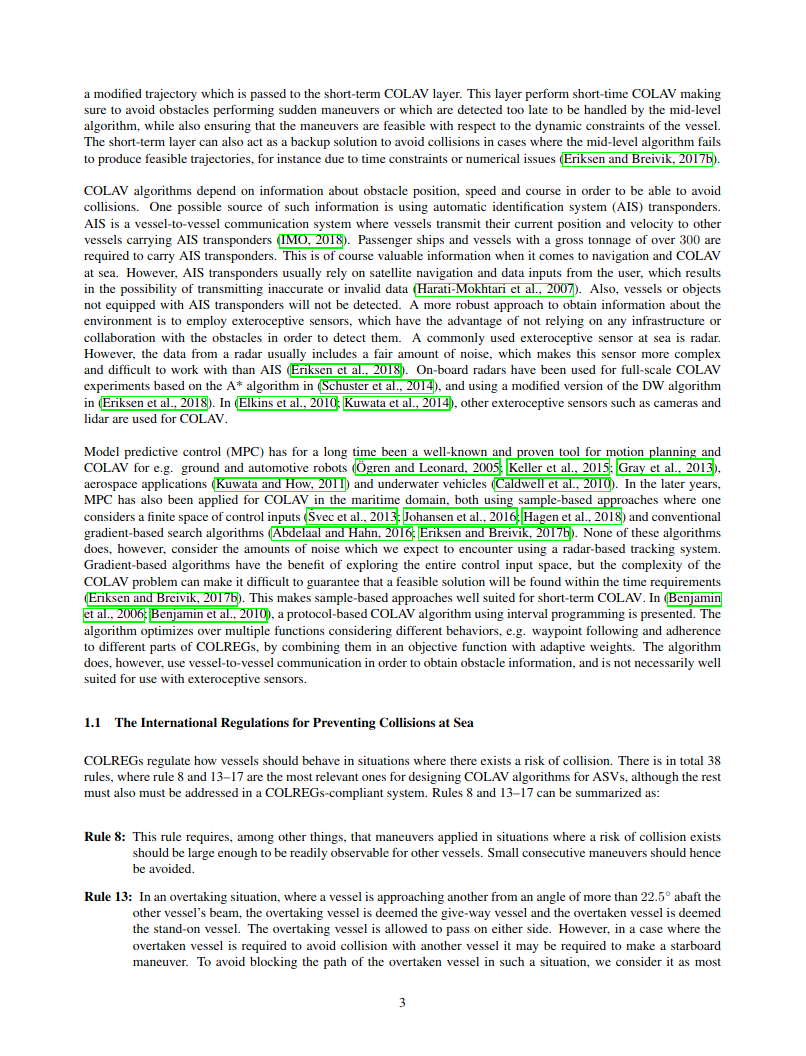 a modified trajectory which is passed to the short-term COLAV layer. This layer perform short-time COLAV making
sure to avoid obstacles performing sudden maneuvers or which are detected too late to be handled by the mid-level
algorithm, while also ensuring that the maneuvers are feasible with respect to the dynamic constraints of the vessel.
The short-term layer can also act as a backup solution to avoid collisions in cases where the mid-level algorithm fails
to produce feasible trajectories, for instance due to time constraints or numerical issues (Eriksen and Breivik, 2017b).
COLAV algorithms depend on information about obstacle position, speed and course in order to be able to avoid
collisions. One possible source of such information is using automatic identification system (AIS) transponders.
AIS is a vessel-to-vessel communication system where vessels transmit their current position and velocity to other
vessels carrying AIS transponders (IMO, 2018). Passenger ships and vessels with a gross tonnage of over 300 are
required to carry AIS transponders. This is of course valuable information when it comes to navigation and COLAV
at sea. However, AIS transponders usually rely on satellite navigation and data inputs from the user, which results
in the possibility of transmitting inaccurate or invalid data (Harati-Mokhtari et al., 2007). Also, vessels or objects
not equipped with AIS transponders will not be detected. A more robust approach to obtain information about the
environment is to employ exteroceptive sensors, which have the advantage of not relying on any infrastructure or
collaboration with the obstacles in order to detect them. A commonly used exteroceptive sensor at sea is radar.
However, the data from a radar usually includes a fair amount of noise, which makes this sensor more complex
and difficult to work with than AIS (Eriksen et al., 2018). On-board radars have been used for full-scale COLAV
experiments based on the A* algorithm in (Schuster et al., 2014), and using a modified version of the DW algorithm
in (Eriksen et al., 2018). In (Elkins et al., 2010; Kuwata et al., 2014), other exteroceptive sensors such as cameras and
lidar are used for COLAV.
Model predictive control (MPC) has for a long time been a well-known and proven tool for motion planning and
COLAV for e.g. ground and automotive robots (Ögren and Leonard, 2005; Keller et al., 2015; Gray et al., 2013),
aerospace applications (Kuwata and How, 2011) and underwater vehicles (Caldwell et al., 2010). In the later years,
MPC has also been applied for COLAV in the maritime domain, both using sample-based approaches where one
considers a finite space of control inputs (Švec et al., 2013; Johansen et al., 2016; Hagen et al., 2018) and conventional
gradient-based search algorithms (Abdelaal and Hahn, 2016; Eriksen and Breivik, 2017b). None of these algorithms
does, however, consider the amounts of noise which we expect to encounter using a radar-based tracking system.
Gradient-based algorithms have the benefit of exploring the entire control input space, but the complexity of the
COLAV problem can make it difficult to guarantee that a feasible solution will be found within the time requirements
(Eriksen and Breivik, 2017b). This makes sample-based approaches well suited for short-term COLAV. In (Benjamin
et al., 2006; Benjamin et al., 2010), a protocol-based COLAV algorithm using interval programming is presented. The
algorithm optimizes over multiple functions considering different behaviors, e.g. waypoint following and adherence
to different parts of COLREGs, by combining them in an objective function with adaptive weights. The algorithm
does, however, use vessel-to-vessel communication in order to obtain obstacle information, and is not necessarily well
suited for use with exteroceptive sensors.
1.1 The International Regulations for Preventing Collisions at Sea
COLREGs regulate how vessels should behave in situations where there exists a risk of collision. There is in total 38
rules, where rule 8 and 13–17 are the most relevant ones for designing COLAV algorithms for ASVs, although the rest
must also must be addressed in a COLREGs-compliant system. Rules 8 and 13–17 can be summarized as:
Rule 8: This rule requires, among other things, that maneuvers applied in situations where a risk of collision exists
should be large enough to be readily observable for other vessels. Small consecutive maneuvers should hence
be avoided.
Rule 13: In an overtaking situation, where a vessel is approaching another from an angle of more than 22.5° abaft the
other vessel's beam, the overtaking vessel is deemed the give-way vessel and the overtaken vessel is deemed
the stand-on vessel. The overtaking vessel is allowed to pass on either side. However, in a case where the
overtaken vessel is required to avoid collision with another vessel it may be required to make a starboard
maneuver. To avoid blocking the path of the overtaken vessel in such a situation, we consider it as most
3